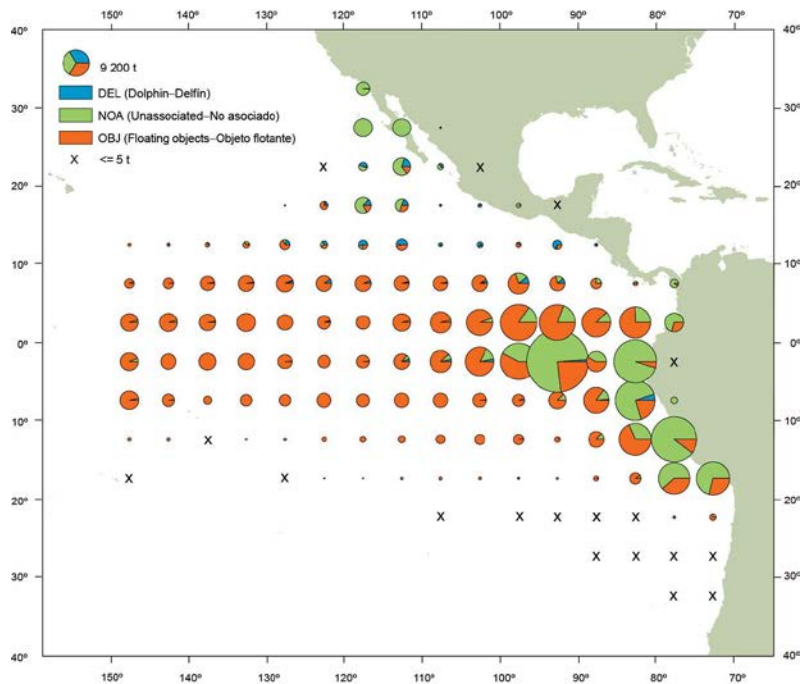 150º 140º 130º 120º 110º 100º 90º 80º 70º
40º 40º
9 200 t
DEL (Dolphin–Delfín)
NOA (Unassociated–No asociado)
OBJ (Floating objects–Objeto flotante)
X <= 5 t
30º 30º
20º 20º
10º 10º
0º 0º
10º 10º
20º 20º
30º 30º
40º 40º
150º 140º 130º 120º 110º 100º 90º 80º 70º